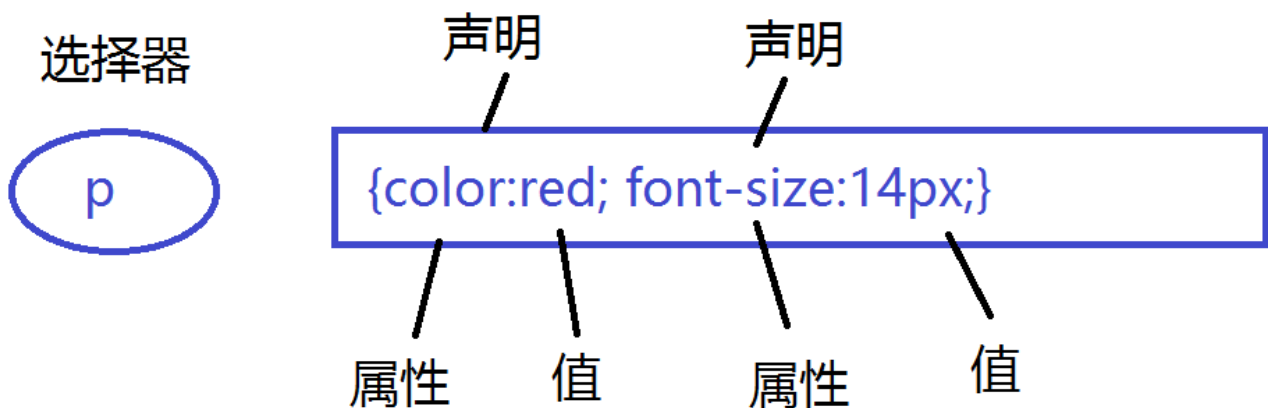 声明
声明
选择器
p
{color:red; font-size:14px;}
属性
值
属性
值